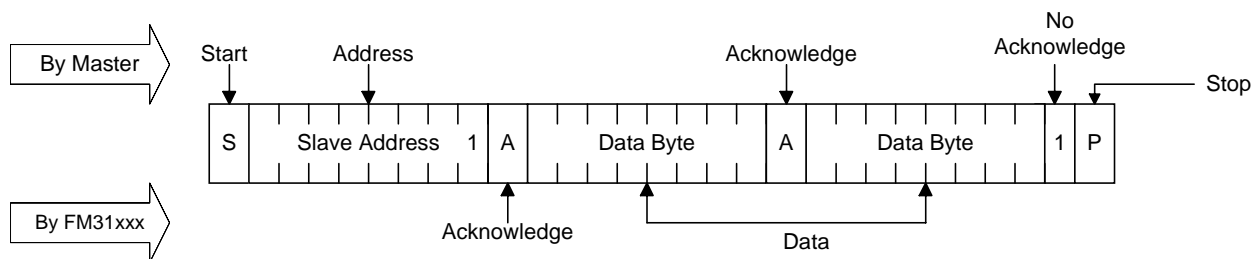 By Master
Start
Address
Acknowledge
No
Acknowledge
Stop
S
Slave Address 1
A
Data Byte
A
Data Byte
1
P
By FM31xxx
Acknowledge
Data